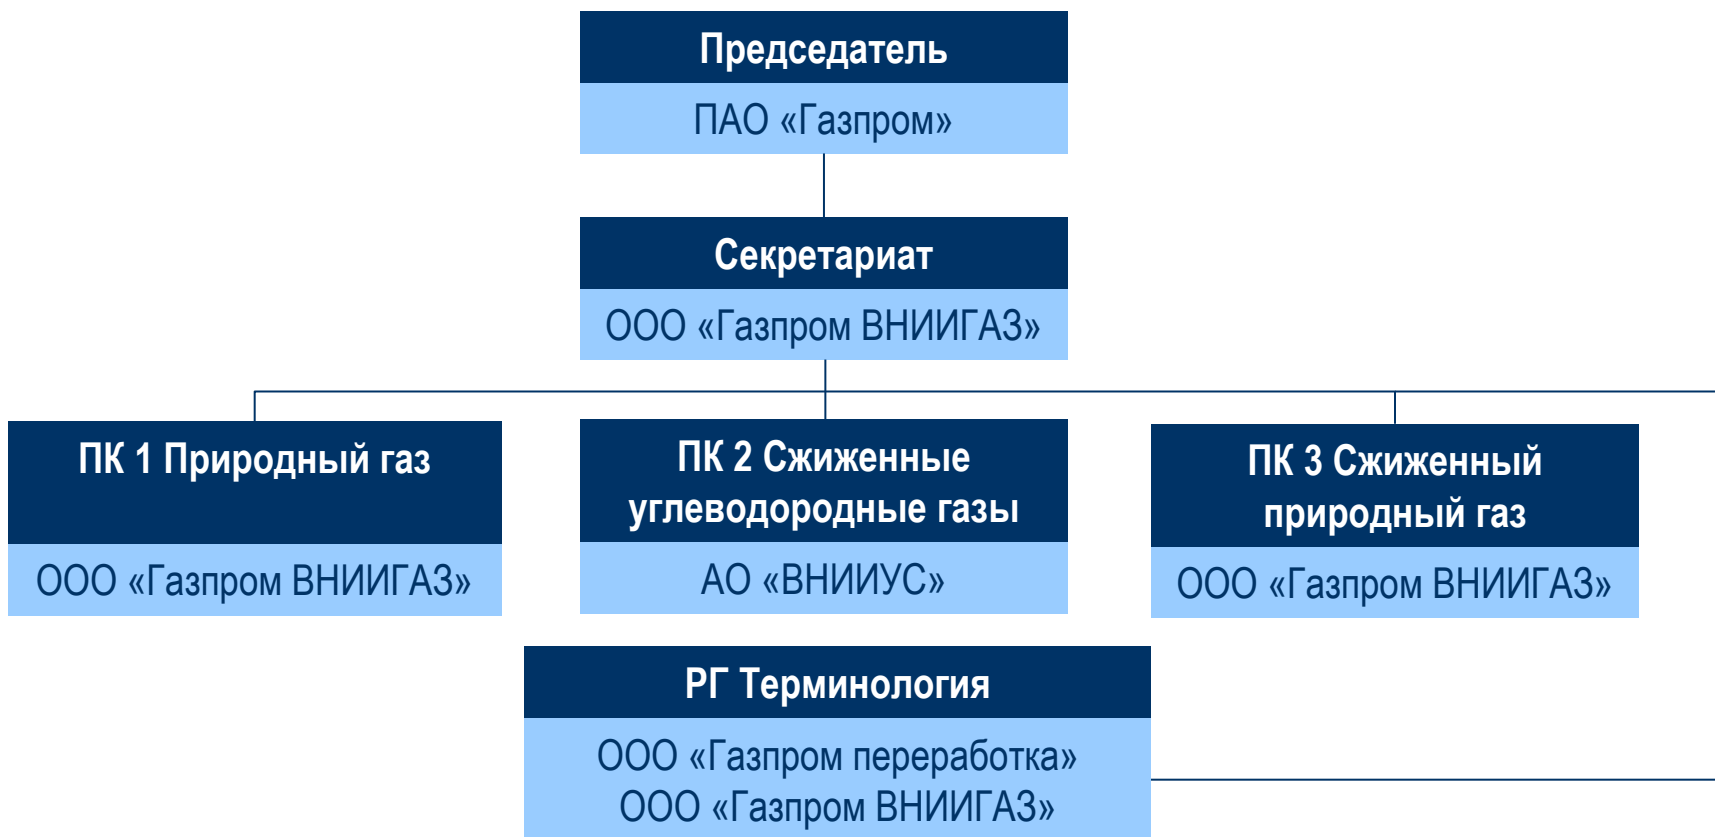 Председатель
ПАО «Газпром»
Секретариат
ООО «Газпром ВНИИГАЗ»
ПК 1 Природный газ
ООО «Газпром ВНИИГАЗ»
ПК 2 Сжиженные
углеводородные газы
АО «ВНИИУС»
ПК 3 Сжиженный
природный газ
ООО «Газпром ВНИИГАЗ»
РГ Терминология
ООО «Газпром переработка»
ООО «Газпром ВНИИГАЗ»